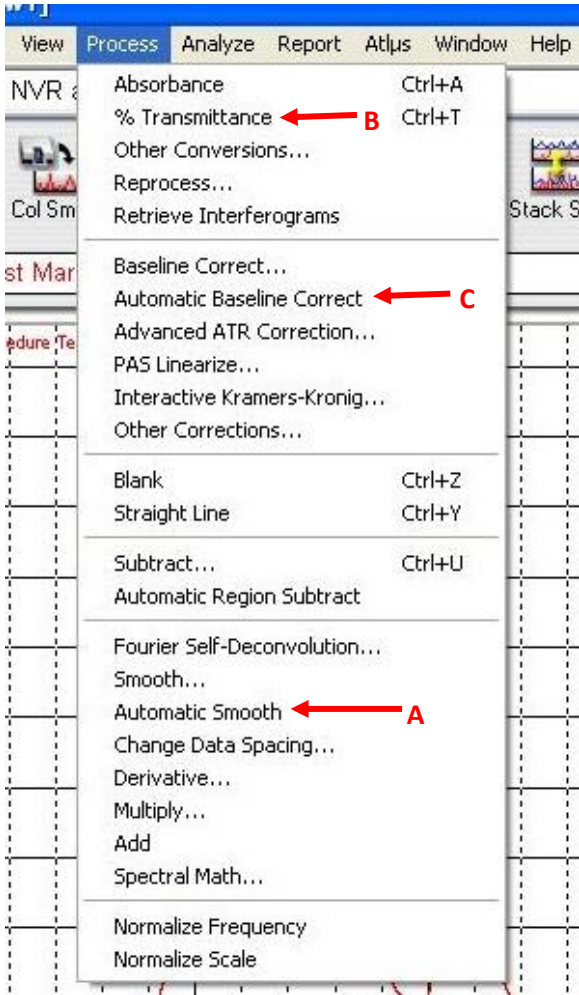 View Process Analyze Report Atlµs Window Help
NVR
Absorbance Ctrl+A
% Transmittance B Ctrl+T
Other Conversions...
Reprocess...
Retrieve Interferograms
Col Sm
Stack S
Baseline Correct...
st Mar
Automatic Baseline Correct C
Advanced ATR Correction...
edure Te
PAS Linearize...
Interactive Kramers-Kronig...
Other Corrections...
Blank Ctrl+Z
Straight Line Ctrl+Y
Subtract... Ctrl+U
Automatic Region Subtract
Fourier Self-Deconvolution...
Smooth...
Automatic Smooth A
Change Data Spacing...
Derivative...
Multiply...
Add
Spectral Math...
Normalize Frequency
Normalize Scale